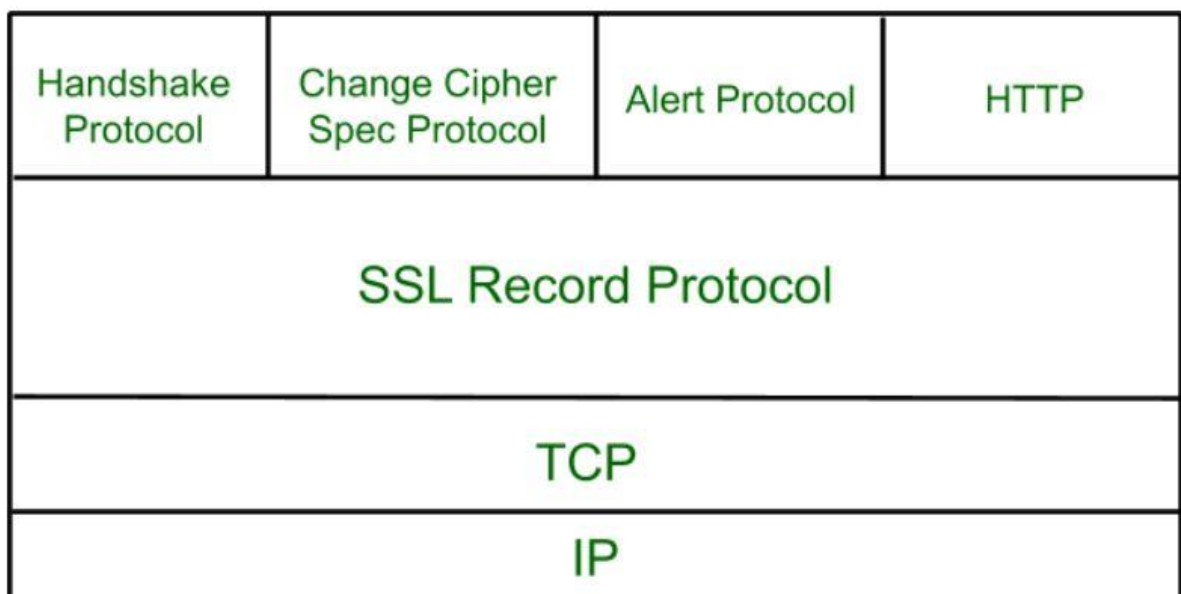 Handshake
Protocol
Change Cipher
Spec Protocol
Alert Protocol
HTTP
SSL Record Protocol
TCP
IP